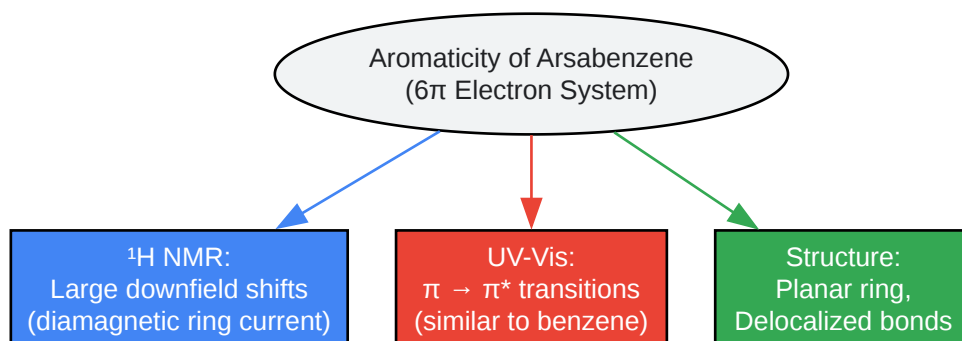 Aromaticity of Arsabenzene
(6π Electron System)
¹H NMR:
Large downfield shifts
(diamagnetic ring current)
UV-Vis:
π → π* transitions
(similar to benzene)
Structure:
Planar ring,
Delocalized bonds